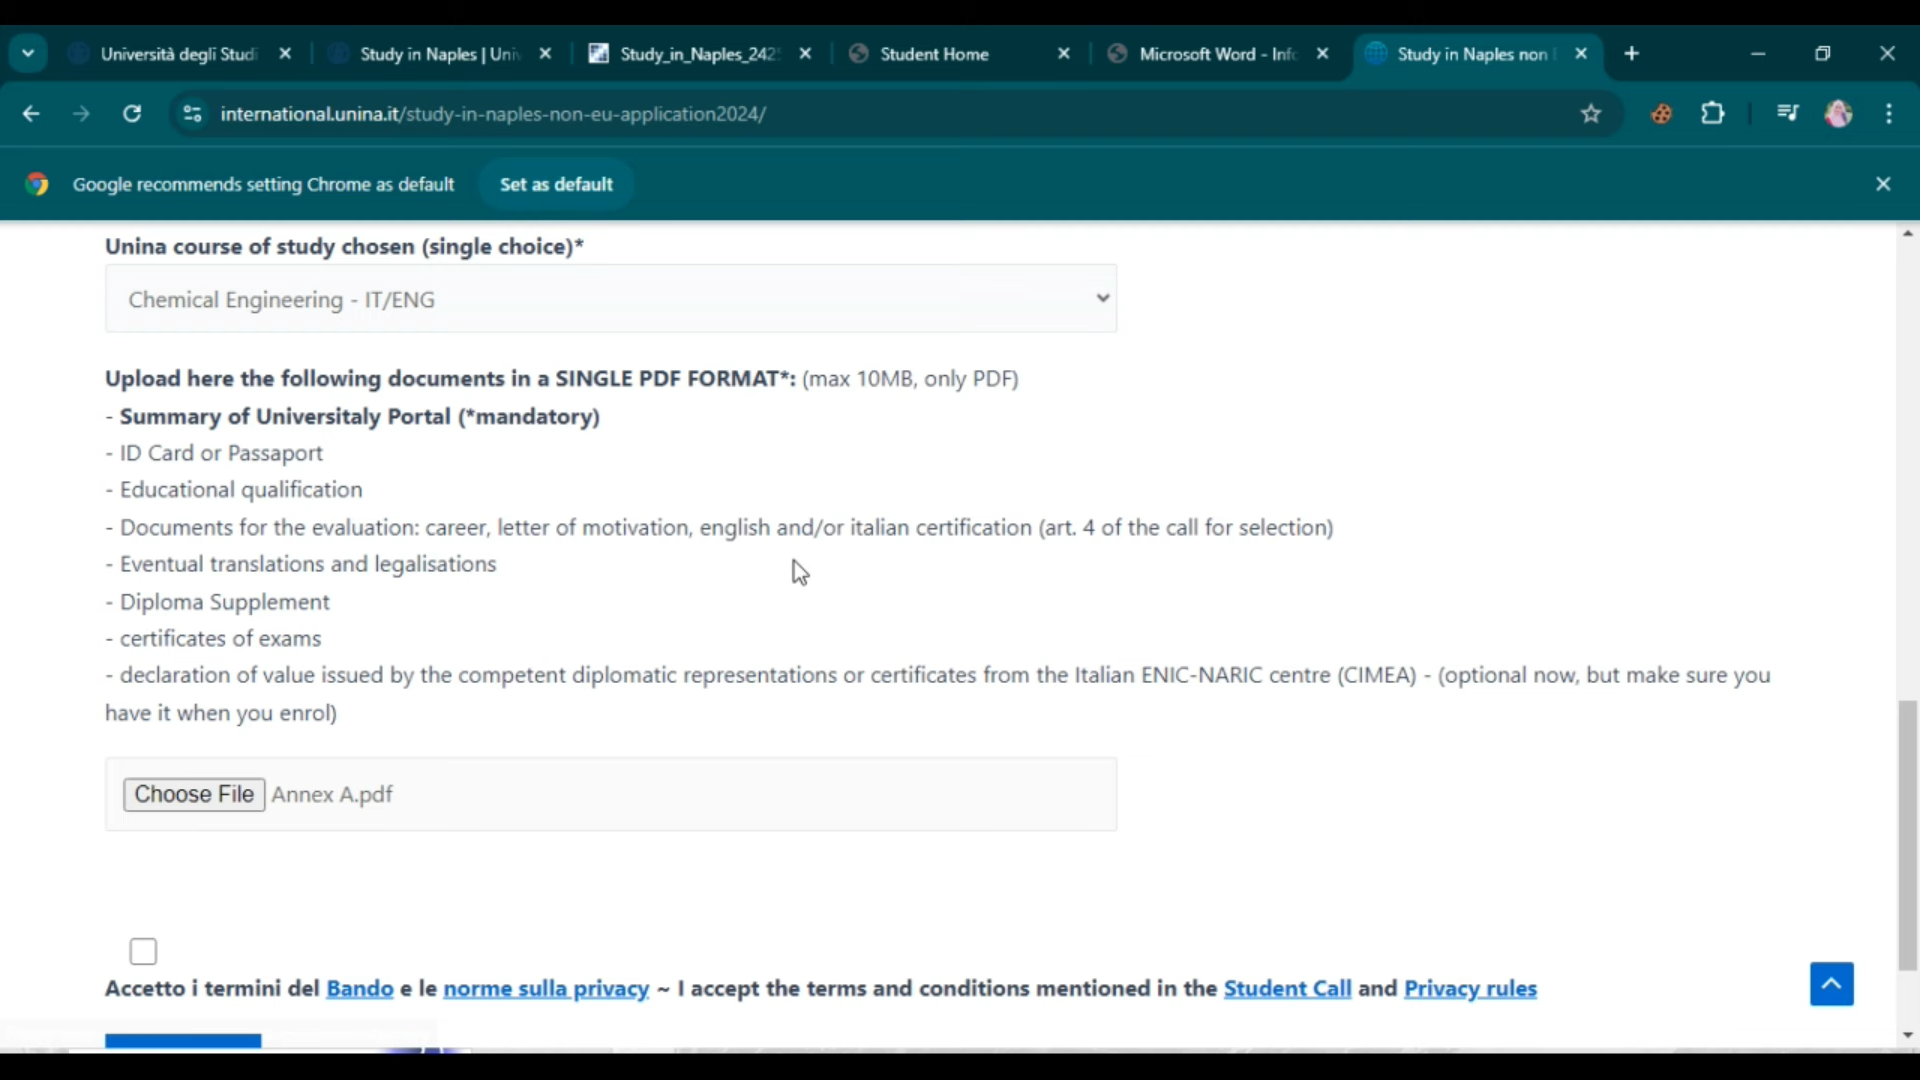 Università degli Studi
Study in Naples | Univ
Study_in_Naples_242
Student Home
Microsoft Word - Info
Study in Naples non
international.unina.it/study-in-naples-non-eu-application2024/
Google recommends setting Chrome as default
Set as default
Unina course of study chosen (single choice)*
Chemical Engineering - IT/ENG
Upload here the following documents in a SINGLE PDF FORMAT*: (max 10MB, only PDF)
- Summary of Universitaly Portal (*mandatory)
- ID Card or Passaport
- Educational qualification
- Documents for the evaluation: career, letter of motivation, english and/or italian certification (art. 4 of the call for selection)
- Eventual translations and legalisations
- Diploma Supplement
- certificates of exams
- declaration of value issued by the competent diplomatic representations or certificates from the Italian ENIC-NARIC centre (CIMEA) - (optional now, but make sure you
have it when you enrol)
Choose File Annex A.pdf
Accetto i termini del Bando e le norme sulla privacy ~ I accept the terms and conditions mentioned in the Student Call and Privacy rules